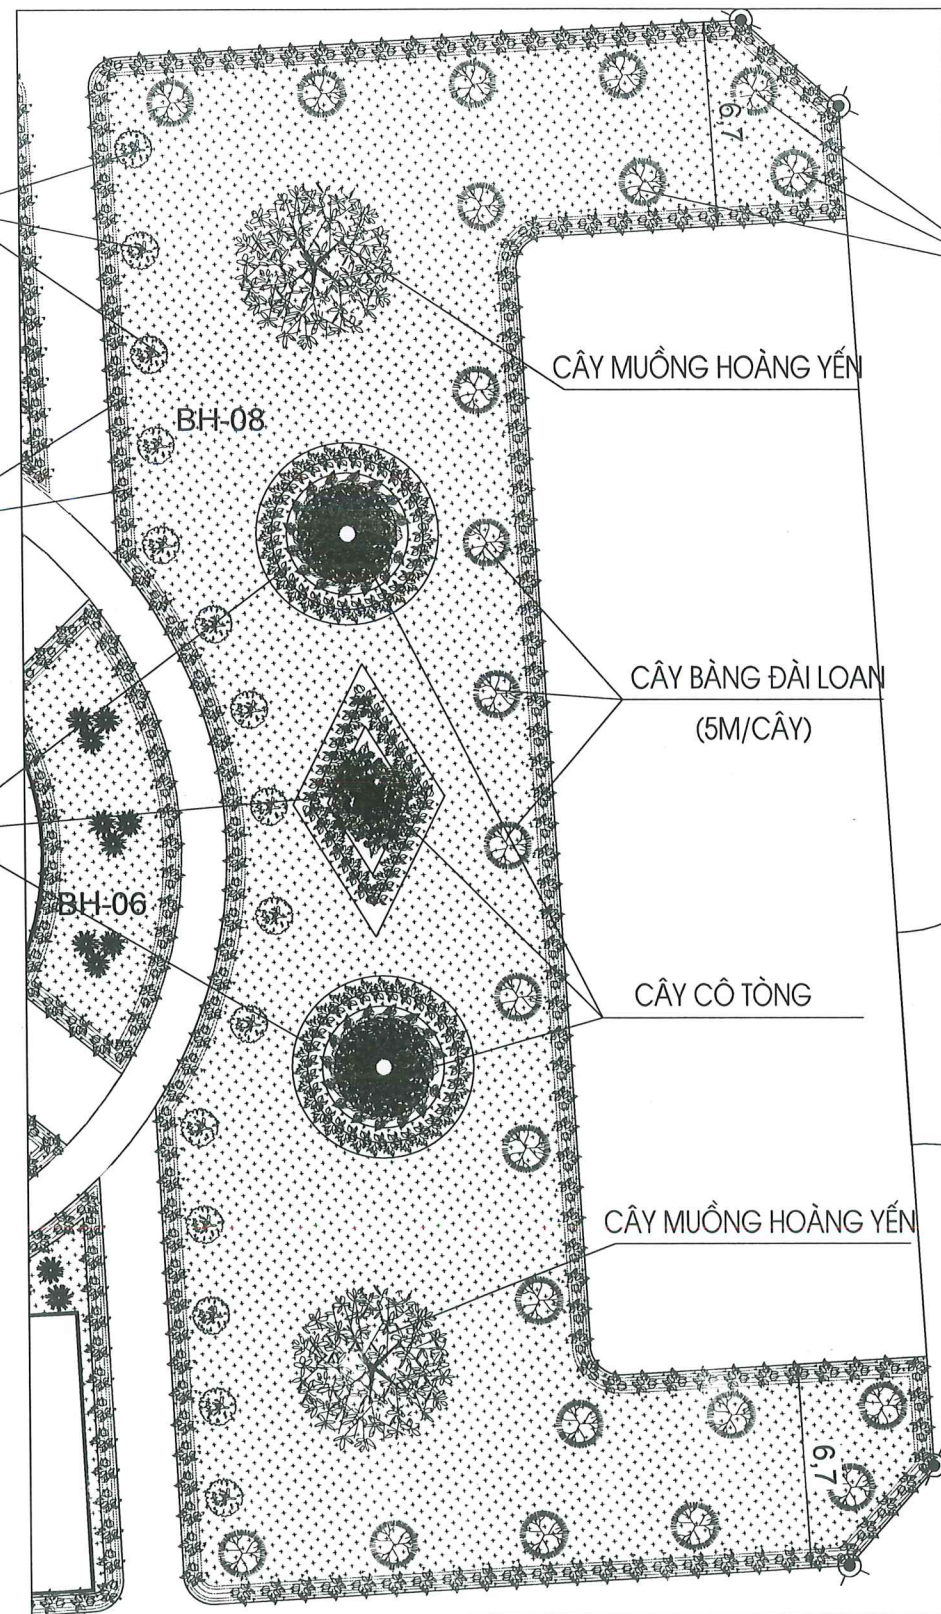 6,7
CÂY MUỒNG HOÀNG YẾN
BH-08
CÂY BÀNG ĐÀI LOAN
(5M/CÂY)
BH-06
CÂY CÔ TÒNG
CÂY MUỒNG HOÀNG YẾN
6,7